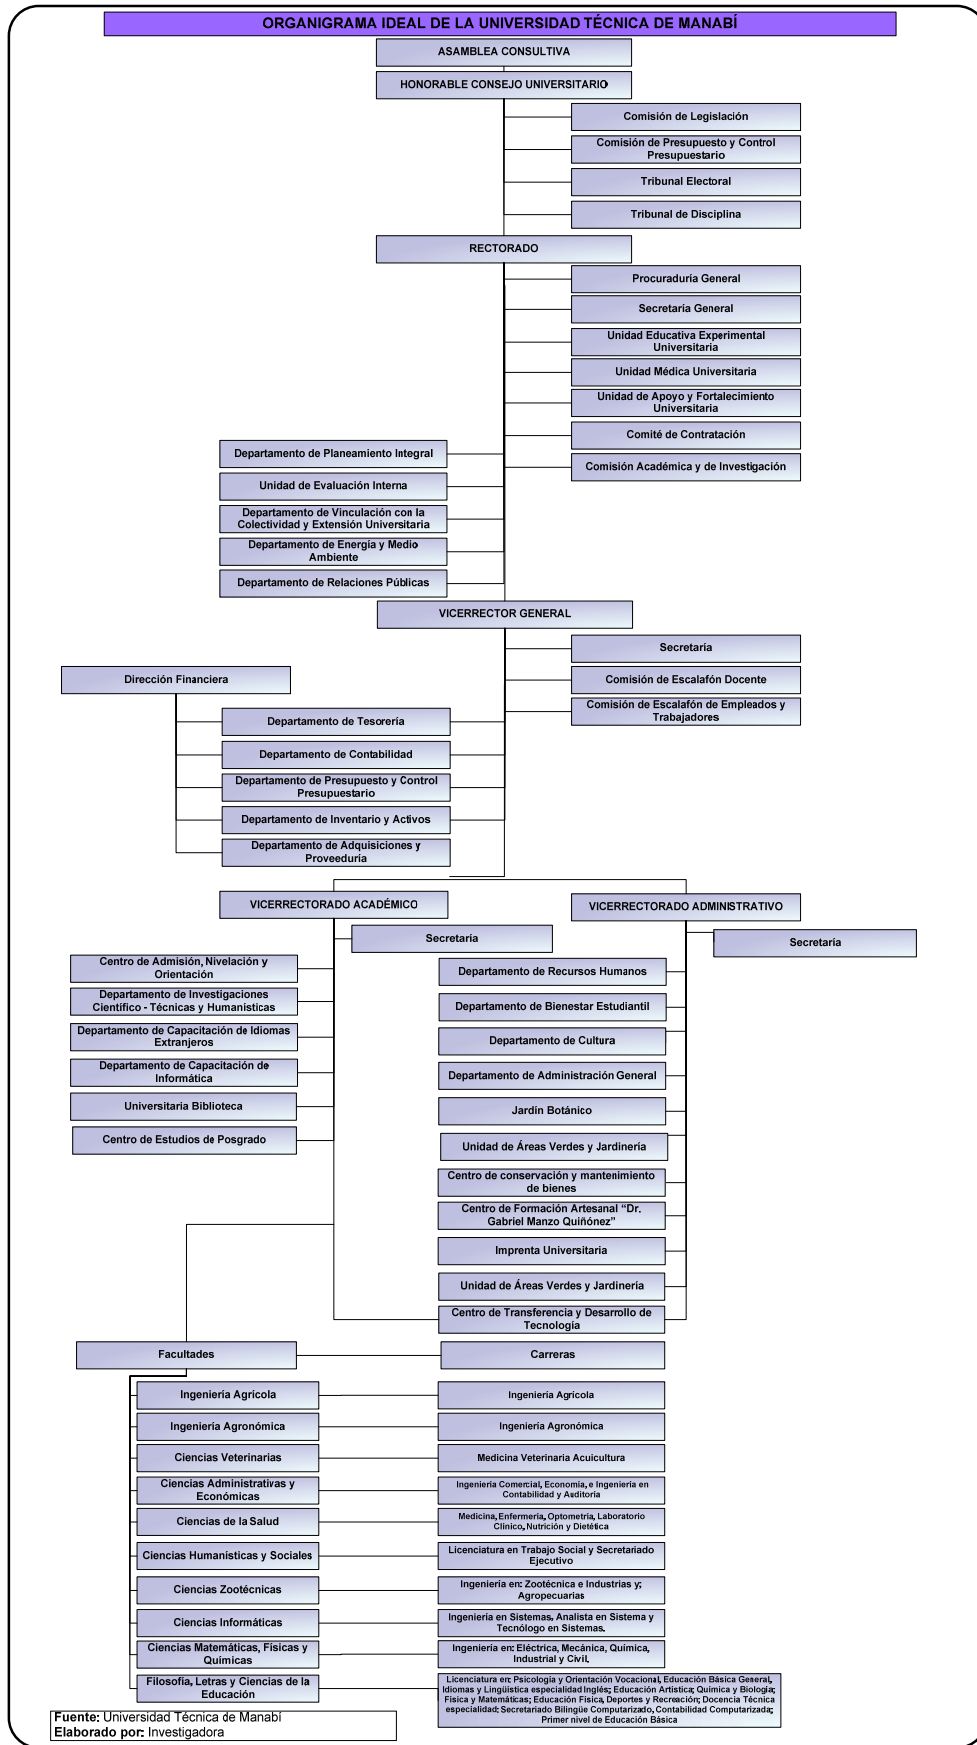 ORGANIGRAMA IDEAL DE LA UNIVERSIDAD TÉCNICA DE MANABÍ
ASAMBLEA CONSULTIVA
HONORABLE CONSEJO UNIVERSITARIO
Comisión de Legislación
Comisión de Presupuesto y Control
Presupuestario
Tribunal Electoral
Tribunal de Disciplina
RECTORADO
Procuraduría General
Secretaría General
Unidad Educativa Experimental
Universitaria
Unidad Médica Universitaria
Unidad de Apoyo y Fortalecimiento
Universitaria
Comité de Contratación
Comisión Académica y de Investigación
Departamento de Planeamiento Integral
Unidad de Evaluación Interna
Departamento de Vinculación con la
Colectividad y Extensión Universitaria
Departamento de Energía y Medio
Ambiente
Departamento de Relaciones Públicas
VICERRECTOR GENERAL
Secretaría
Comisión de Escalafón Docente
Comisión de Escalafón de Empleados y
Trabajadores
Dirección Financiera
Departamento de Tesorería
Departamento de Contabilidad
Departamento de Presupuesto y Control
Presupuestario
Departamento de Inventario y Activos
Departamento de Adquisiciones y
Proveeduría
VICERRECTORADO ACADÉMICO
VICERRECTORADO ADMINISTRATIVO
Secretaría
Secretaría
Centro de Admisión, Nivelación y
Orientación
Departamento de Investigaciones
Científico - Técnicas y Humanísticas
Departamento de Capacitación de Idiomas
Extranjeros
Departamento de Capacitación de
Informática
Universitaria Biblioteca
Centro de Estudios de Posgrado
Departamento de Recursos Humanos
Departamento de Bienestar Estudiantil
Departamento de Cultura
Departamento de Administración General
Jardín Botánico
Unidad de Áreas Verdes y Jardinería
Centro de conservación y mantenimiento
de bienes
Centro de Formación Artesanal “Dr.
Gabriel Manzo Quiñónez”
Imprenta Universitaria
Unidad de Áreas Verdes y Jardinería
Centro de Transferencia y Desarrollo de
Tecnología
Facultades
Carreras
Ingeniería Agrícola
Ingeniería Agrícola
Ingeniería Agronómica
Ingeniería Agronómica
Ciencias Veterinarias
Medicina Veterinaria Acuicultura
Ciencias Administrativas y
Económicas
Ingeniería Comercial, Economía, e Ingeniería en
Contabilidad y Auditoría
Ciencias de la Salud
Medicina, Enfermería, Optometría, Laboratorio
Clínico, Nutrición y Dietética
Ciencias Humanísticas y Sociales
Licenciatura en Trabajo Social y Secretariado
Ejecutivo
Ciencias Zootécnicas
Ingeniería en: Zootécnica e Industrias y;
Agropecuarias
Ciencias Informáticas
Ingeniería en Sistemas, Analista en Sistema y
Tecnólogo en Sistemas.
Ciencias Matemáticas, Físicas y
Químicas
Ingeniería en: Eléctrica, Mecánica, Química,
Industrial y Civil.
Filosofía, Letras y Ciencias de la
Educación
Licenciatura en: Psicología y Orientación Vocacional, Educación Básica General,
Idiomas y Lingüística especialidad Inglés; Educación Artística; Química y Biología;
Física y Matemáticas; Educación Física, Deportes y Recreación; Docencia Técnica
especialidad: Secretariado Bilingüe Computarizado, Contabilidad Computarizada;
Primer nivel de Educación Básica
Fuente: Universidad Técnica de Manabí
Elaborado por: Investigadora